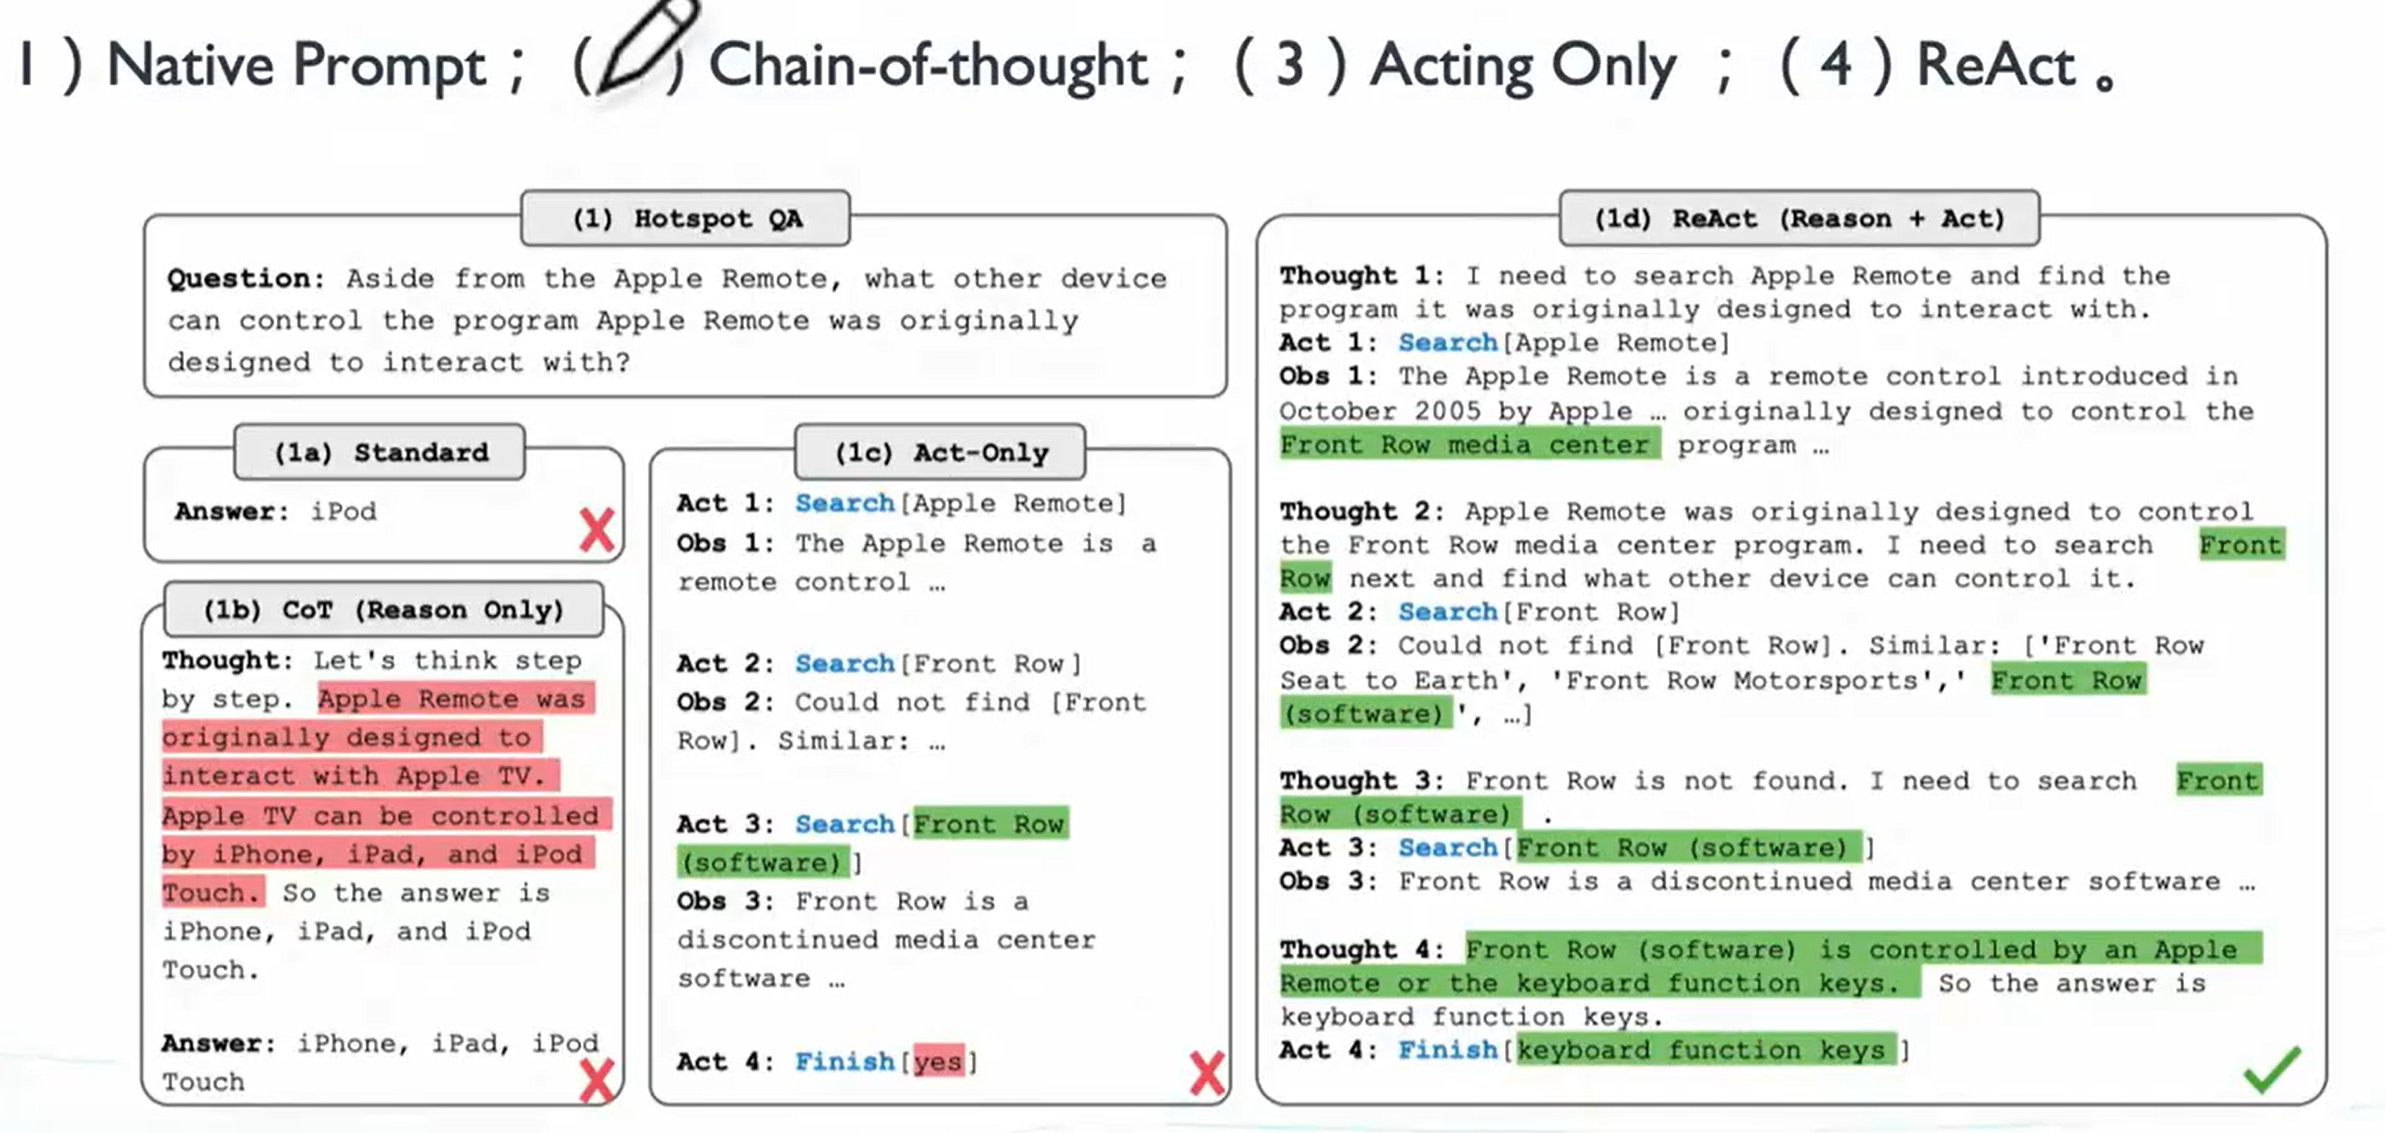 1 ) Native Prompt ; ( ) Chain-of-thought ; ( 3 ) Acting Only ; ( 4 ) ReAct 。
(1) Hotspot QA
Question: Aside from the Apple Remote, what other device
can control the program Apple Remote was originally
designed to interact with?
(1a) Standard
Answer: iPod
(1b) CoT (Reason Only)
Thought: Let's think step
by step. Apple Remote was
originally designed to
interact with Apple TV.
Apple TV can be controlled
by iPhone, iPad, and iPod
Touch. So the answer is
iPhone, iPad, and iPod
Touch.
Answer: iPhone, iPad, iPod
Touch
(1c) Act-Only
Act 1: Search[Apple Remote]
Obs 1: The Apple Remote is a
remote control …
Act 2: Search[Front Row]
Obs 2: Could not find [Front
Row]. Similar: …
Act 3: Search[Front Row
(software)]
Obs 3: Front Row is a
discontinued media center
software …
Act 4: Finish[yes]
(1d) ReAct (Reason + Act)
Thought 1: I need to search Apple Remote and find the
program it was originally designed to interact with.
Act 1: Search[Apple Remote]
Obs 1: The Apple Remote is a remote control introduced in
October 2005 by Apple … originally designed to control the
Front Row media center program …
Thought 2: Apple Remote was originally designed to control
the Front Row media center program. I need to search Front
Row next and find what other device can control it.
Act 2: Search[Front Row]
Obs 2: Could not find [Front Row]. Similar: ['Front Row
Seat to Earth', 'Front Row Motorsports',' Front Row
(software)', …]
Thought 3: Front Row is not found. I need to search Front
Row (software) .
Act 3: Search[Front Row (software) ]
Obs 3: Front Row is a discontinued media center software …
Thought 4: Front Row (software) is controlled by an Apple
Remote or the keyboard function keys. So the answer is
keyboard function keys.
Act 4: Finish[keyboard function keys ]